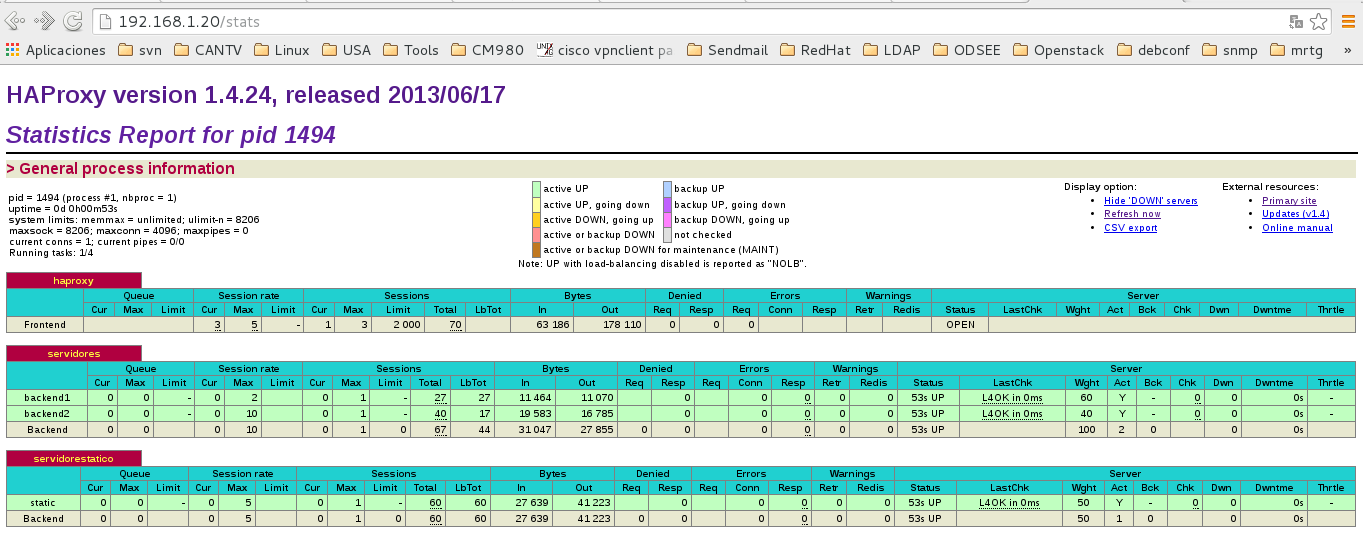 192.168.1.20/stats
Aplicaciones svn CANTV Linux USA Tools CM980 cisco vpnclient pa Sendmail RedHat LDAP ODSEE Openstack debconf snmp mrtg »
HAProxy version 1.4.24, released 2013/06/17
Statistics Report for pid 1494
> General process information
pid = 1494 (process #1, nbproc = 1)
uptime = 0d 0h00m53s
system limits: memmax = unlimited; ulimit-n = 8206
maxsock = 8206; maxconn = 4096; maxpipes = 0
current conns = 1; current pipes = 0/0
Running tasks: 1/4
active UP backup UP
active UP, going down backup UP, going down
active DOWN, going up backup DOWN, going up
active or backup DOWN not checked
active or backup DOWN for maintenance (MAINT)
Note: UP with load-balancing disabled is reported as "NOLB".
Display option:
• Hide 'DOWN' servers
• Refresh now
• CSV export
External resources:
• Primary site
• Updates (v1.4)
• Online manual
haproxy
Queue Session rate Sessions Bytes Denied Errors Warnings Server
Cur Max Limit Cur Max Limit Cur Max Limit Total LbTot In Out Req Resp Req Conn Resp Retr Redis Status LastChk Wght Act Bck Chk Dwn Dwntme Thrtle
Frontend 3 5 - 1 3 2 000 70 63 186 178 110 0 0 0 OPEN
servidores
Queue Session rate Sessions Bytes Denied Errors Warnings Server
Cur Max Limit Cur Max Limit Cur Max Limit Total LbTot In Out Req Resp Req Conn Resp Retr Redis Status LastChk Wght Act Bck Chk Dwn Dwntme Thrtle
backend1 0 0 - 0 2 0 1 - 27 27 11 464 11 070 0 0 0 0 0 53s UP L4OK in 0ms 60 Y - 0 0 0s -
backend2 0 0 - 0 10 0 1 - 40 17 19 583 16 785 0 0 0 0 0 53s UP L4OK in 0ms 40 Y - 0 0 0s -
Backend 0 0 0 10 0 1 0 67 44 31 047 27 855 0 0 0 0 0 0 53s UP 100 2 0 0 0s
servidorestatico
Queue Session rate Sessions Bytes Denied Errors Warnings Server
Cur Max Limit Cur Max Limit Cur Max Limit Total LbTot In Out Req Resp Req Conn Resp Retr Redis Status LastChk Wght Act Bck Chk Dwn Dwntme Thrtle
static 0 0 - 0 5 0 1 - 60 60 27 639 41 223 0 0 0 0 0 53s UP L4OK in 0ms 50 Y - 0 0 0s -
Backend 0 0 0 5 0 1 0 60 60 27 639 41 223 0 0 0 0 0 0 53s UP 50 1 0 0 0s